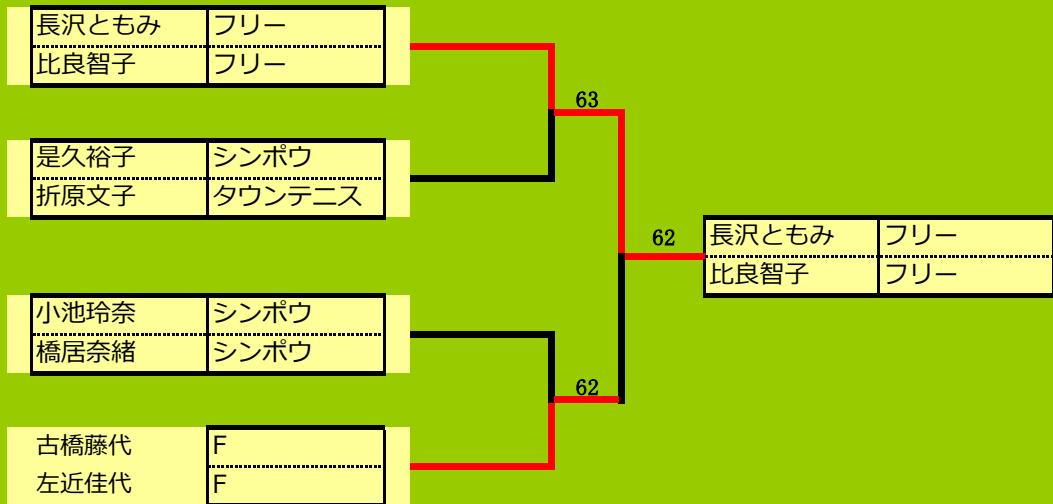 長沢ともみ フリー
比良智子 フリー
63
是久裕子 シンポウ
折原文子 タウンテニス
62 長沢ともみ フリー
比良智子 フリー
小池玲奈 シンポウ
橋居奈緒 シンポウ
62
古橋藤代 F
左近佳代 F